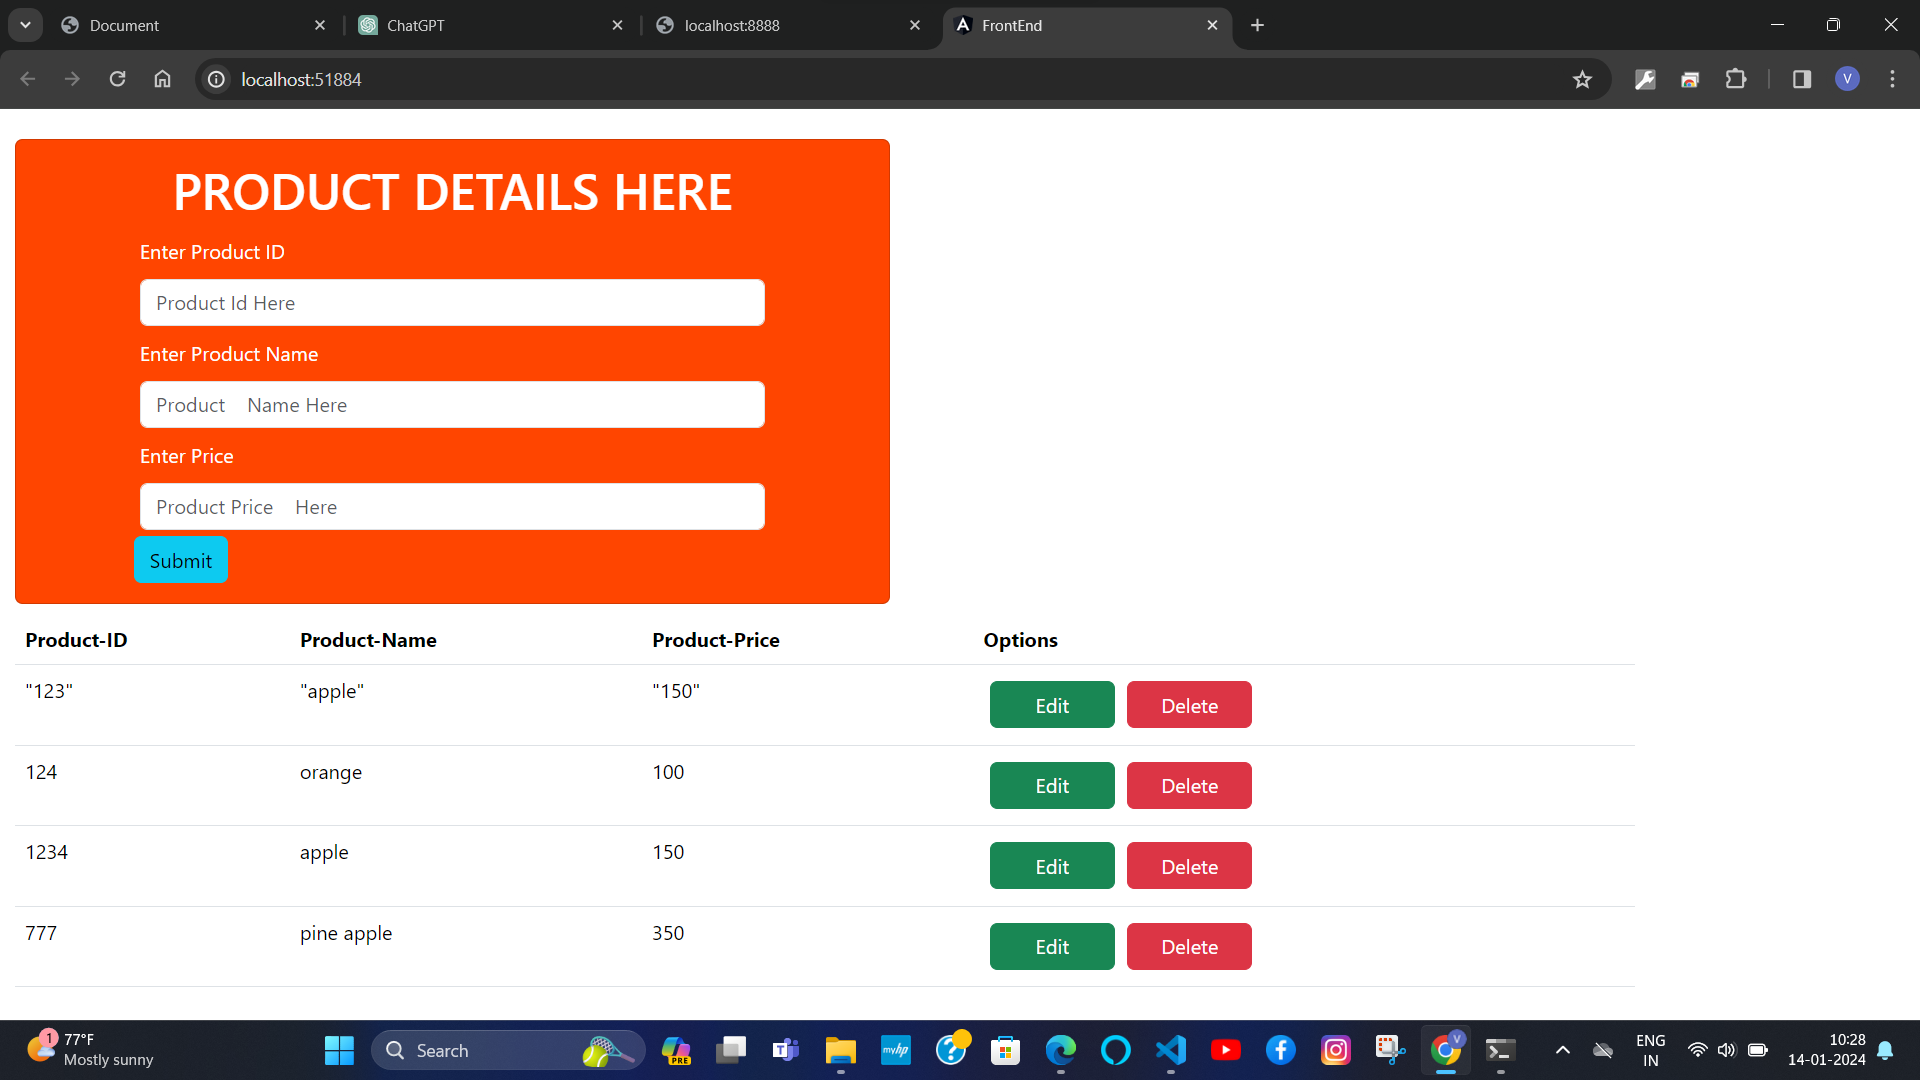 Document
ChatGPT
localhost:8888
FrontEnd
localhost:51884
V
PRODUCT DETAILS HERE
Enter Product ID
Product Id Here
Enter Product Name
Product    Name Here
Enter Price
Product Price    Here
Submit
Product-ID Product-Name Product-Price Options
"123" "apple" "150" Edit Delete
124 orange 100 Edit Delete
1234 apple 150 Edit Delete
777 pine apple 350 Edit Delete
1
77°F
Mostly sunny
Search
PRE
T
myhp
?
V
ENG
IN
10:28
14-01-2024